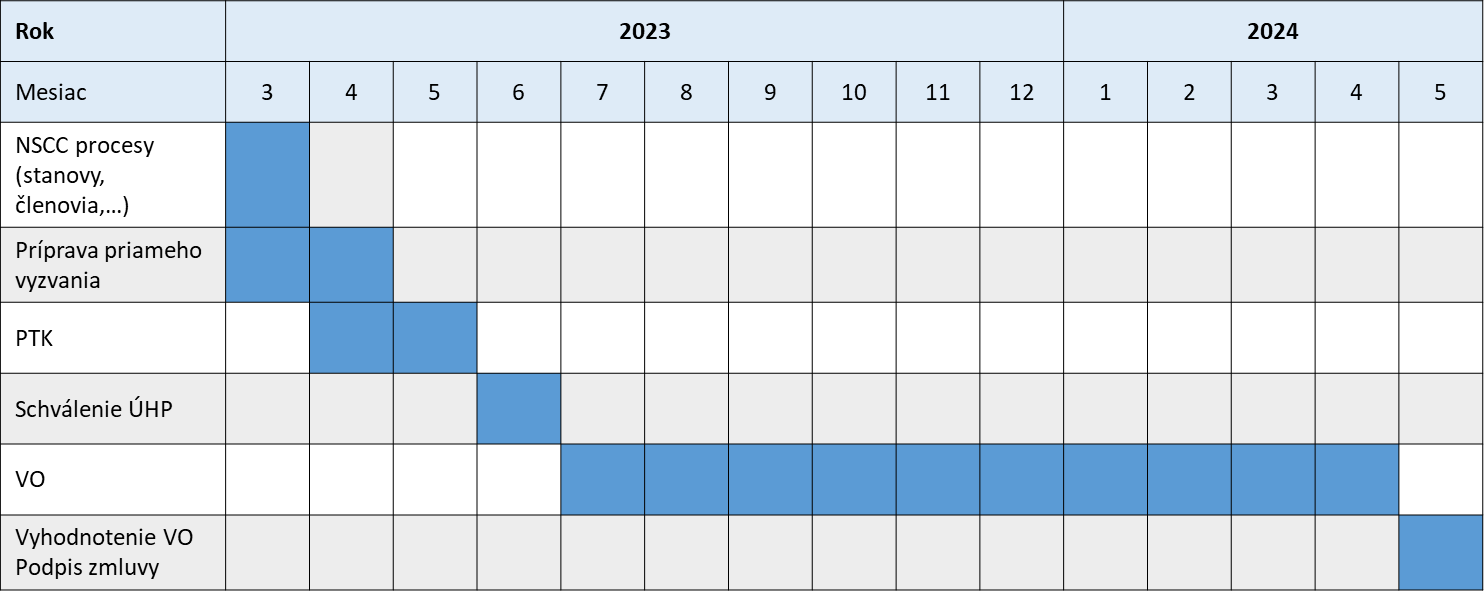 Rok 2023 2024
Mesiac 3 4 5 6 7 8 9 10 11 12 1 2 3 4 5
NSCC procesy
(stanovy,
členovia,...)
Príprava priameho
vyzvania
PTK
Schválenie ÚHP
VO
Vyhodnotenie VO
Podpis zmluvy